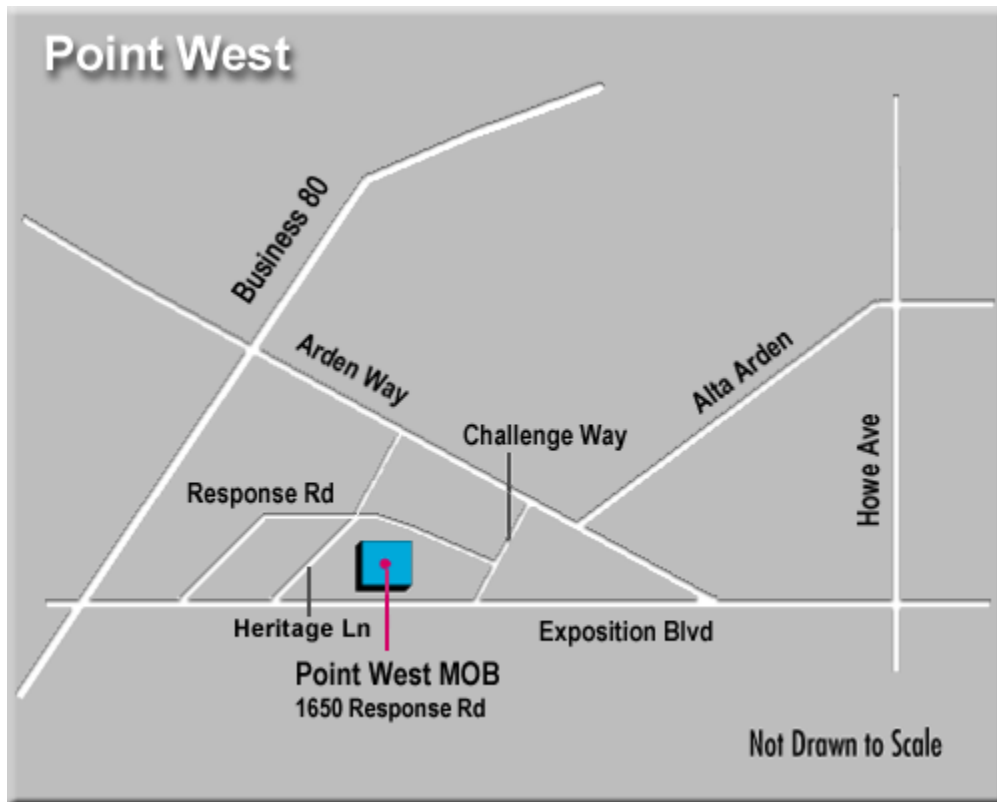 Point West
Business 80
Arden Way
Alta Arden
Challenge Way
Howe Ave
Response Rd
Heritage Ln
Exposition Blvd
Point West MOB
1650 Response Rd
Not Drawn to Scale